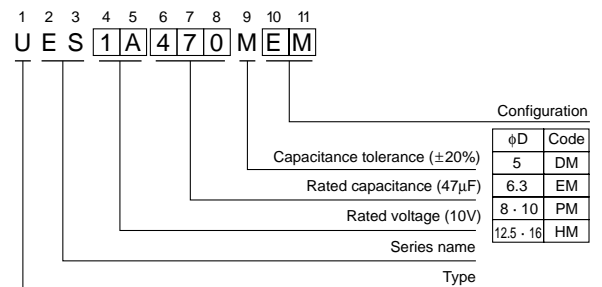 1 2 3 4 5 6 7 8 9 10 11
U E S 1 A 4 7 0 M E M
Configuration
φD Code
5 DM
6.3 EM
8 · 10 PM
12.5 · 16 HM
Capacitance tolerance (±20%)
Rated capacitance (47μF)
Rated voltage (10V)
Series name
Type